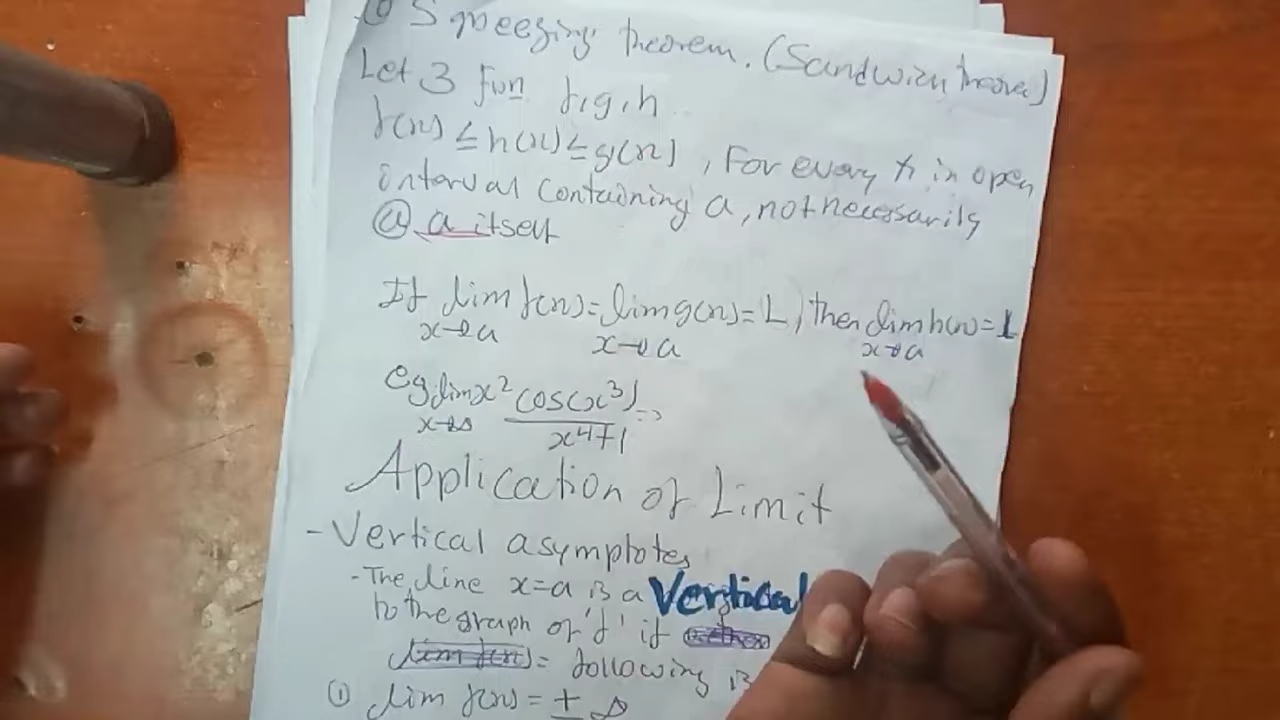 ① Squeezing theorem. (Sandwich theorem)
Let 3 fun f, g, h
f(x) ≤ h(x) ≤ g(x), For every x in open
interval containing a, not necessarily
@ a itself
If lim f(x) = lim g(x) = L, then lim h(x) = L
x→a x→a x→a
eg lim x² cos(x³) =>
x→∞ x⁴+1
Application of Limit
- Vertical asymptotes
- The line x=a is a Vertical
to the graph of 'f' if
= following is
① lim f(x) = ± ∞